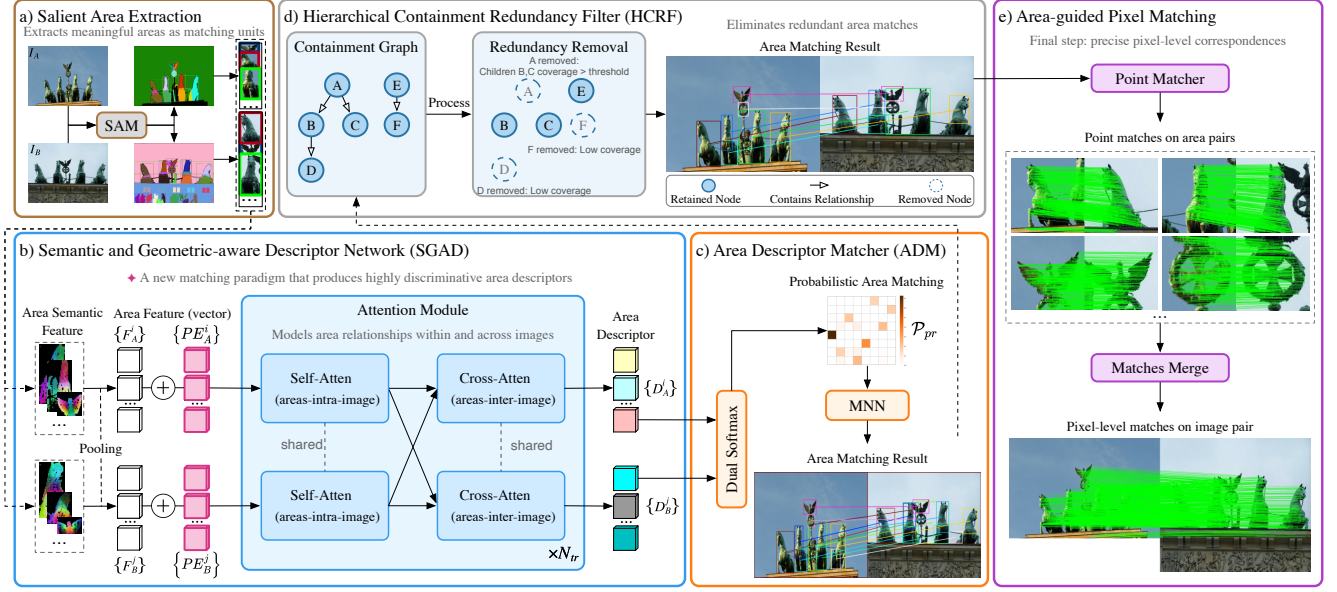 a) Salient Area Extraction
Extracts meaningful areas as matching units
I_A
SAM
I_B
...
...
d) Hierarchical Containment Redundancy Filter (HCRF)
Eliminates redundant area matches
Containment Graph
A
E
B
C
F
D
Process
Redundancy Removal
A removed:
Children B,C coverage > threshold
A
E
B
C
F
F removed: Low coverage
D
D removed: Low coverage
Area Matching Result
Retained Node
Contains Relationship
Removed Node
e) Area-guided Pixel Matching
Final step: precise pixel-level correspondences
Point Matcher
Point matches on area pairs
...
Matches Merge
Pixel-level matches on image pair
b) Semantic and Geometric-aware Descriptor Network (SGAD)
A new matching paradigm that produces highly discriminative area descriptors
Area Semantic
Feature
...
Pooling
...
Area Feature (vector)
{F_A^i}
{PE_A^i}
...
...
{F_B^j}
{PE_B^j}
...
...
Attention Module
Models area relationships within and across images
Self-Atten
(areas-intra-image)
Cross-Atten
(areas-inter-image)
shared
shared
Self-Atten
(areas-intra-image)
Cross-Atten
(areas-inter-image)
×N_tr
Area
Descriptor
{D_A^i}
...
{D_B^j}
...
c) Area Descriptor Matcher (ADM)
Probabilistic Area Matching
P_pr
MNN
Dual Softmax
Area Matching Result